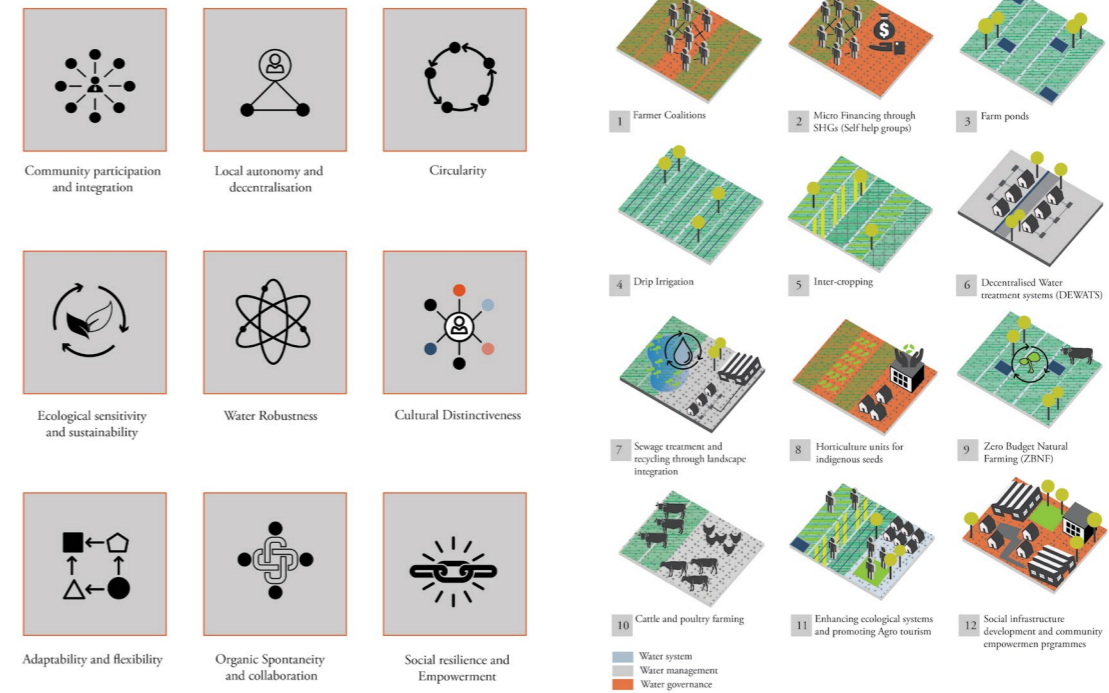 Community participation
and integration
Local autonomy and
decentralisation
Circularity
Ecological sensitivity
and sustainability
Water Robustness
Cultural Distinctiveness
Adaptability and flexibility
Organic Spontaneity
and collaboration
Social resilience and
Empowerment
1 Farmer Coalitions
2 Micro Financing through
SHGs (Self help groups)
$
3 Farm ponds
4 Drip Irrigation
5 Inter-cropping
6 Decentralised Water
treatment systems (DEWATS)
7 Sewage treatment and
recycling through landscape
integration
8 Horticulture units for
indigenous seeds
9 Zero Budget Natural
Farming (ZBNF)
10 Cattle and poultry farming
11 Enhancing ecological systems
and promoting Agro tourism
12 Social infrastructure
development and community
empowermen prgrammes
Water system
Water management
Water governance